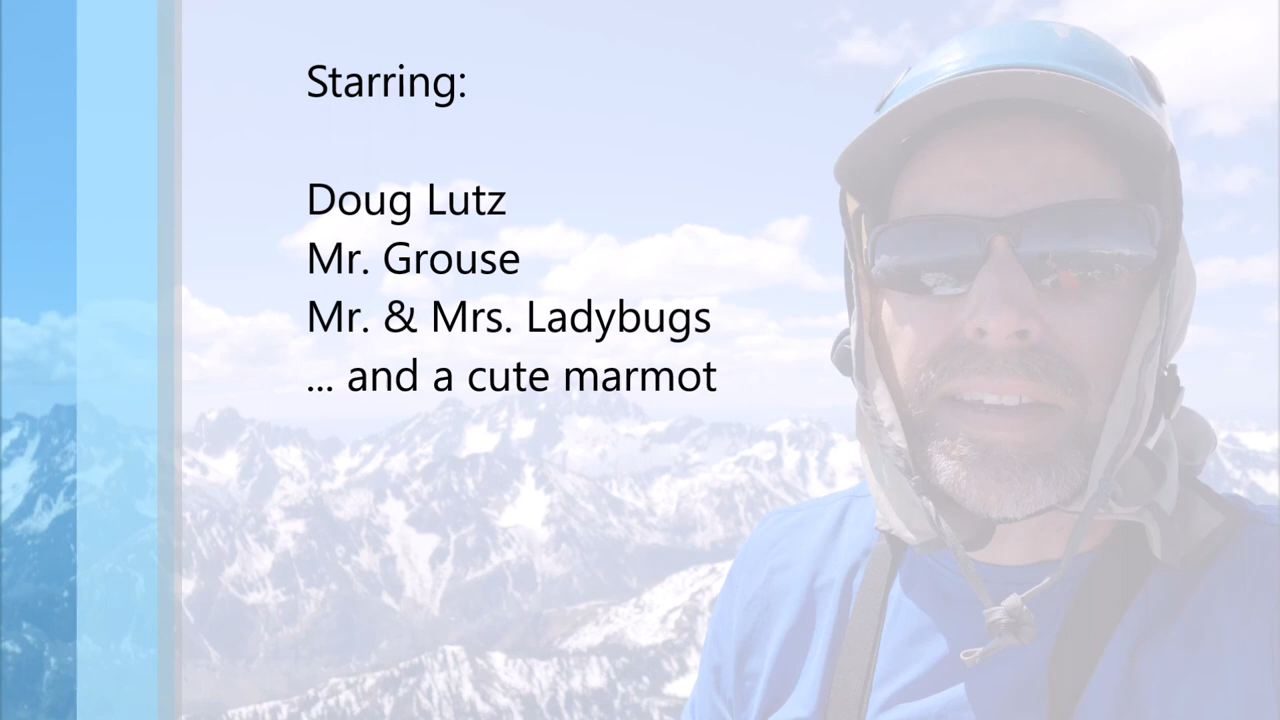 Starring:
Doug Lutz
Mr. Grouse
Mr. & Mrs. Ladybugs
... and a cute marmot